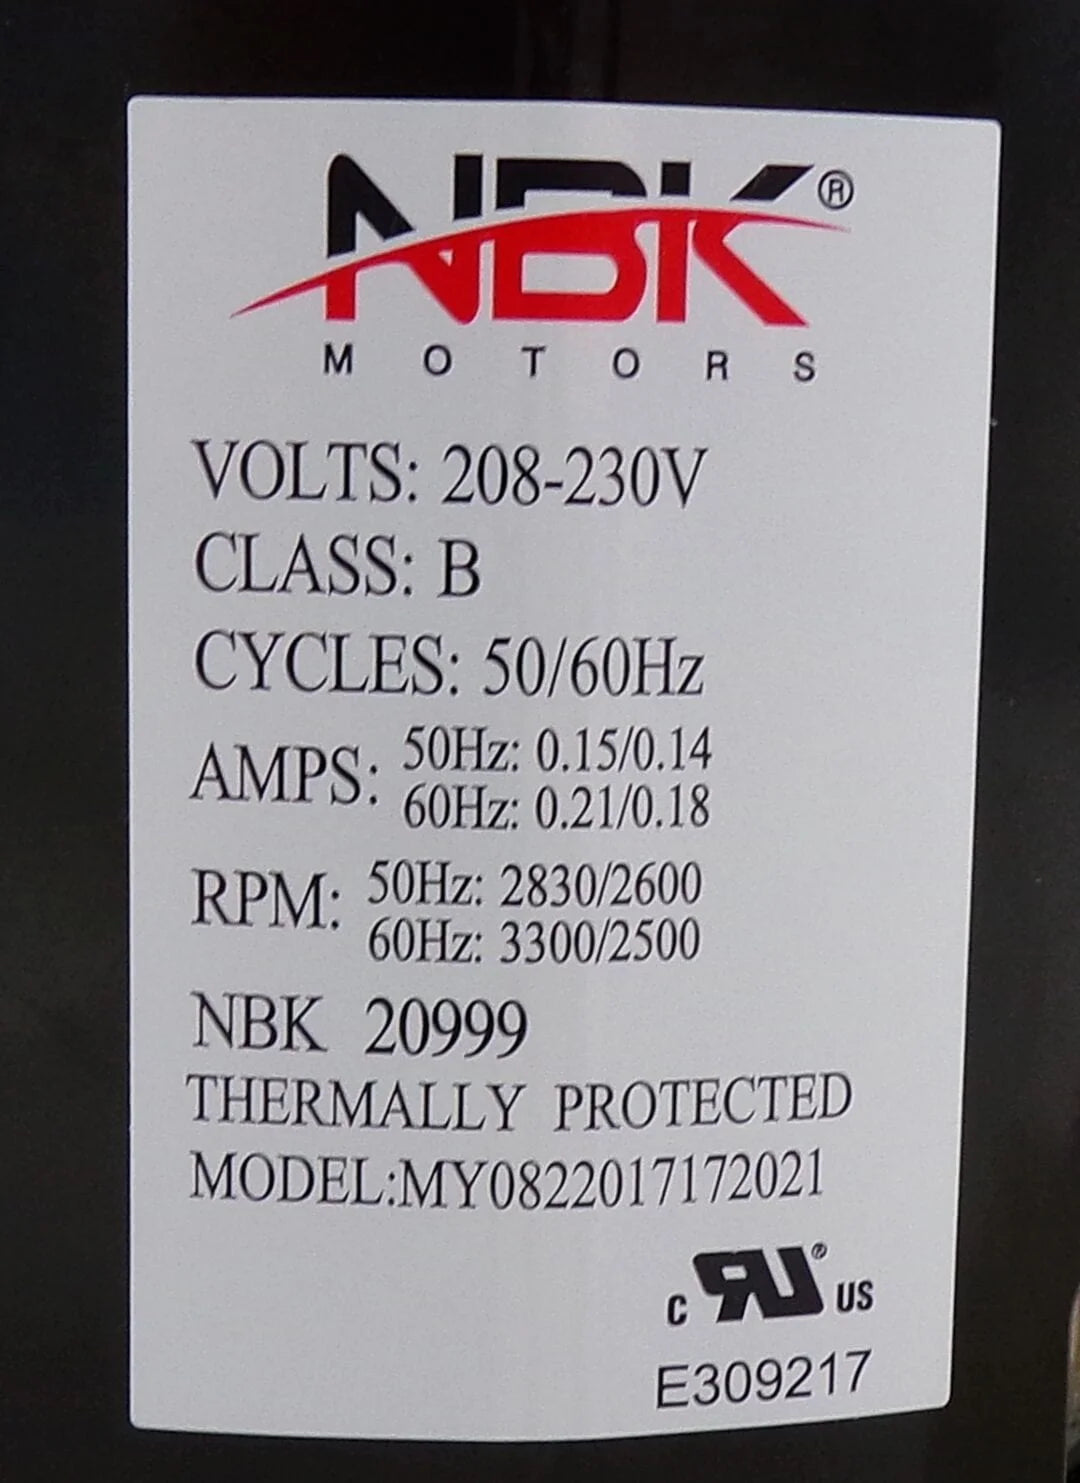 NBK®
MOTORS
VOLTS: 208-230V
CLASS: B
CYCLES: 50/60Hz
AMPS: 50Hz: 0.15/0.14
60Hz: 0.21/0.18
RPM: 50Hz: 2830/2600
60Hz: 3300/2500
NBK 20999
THERMALLY PROTECTED
MODEL:MY0822017172021
C RU® US
E309217